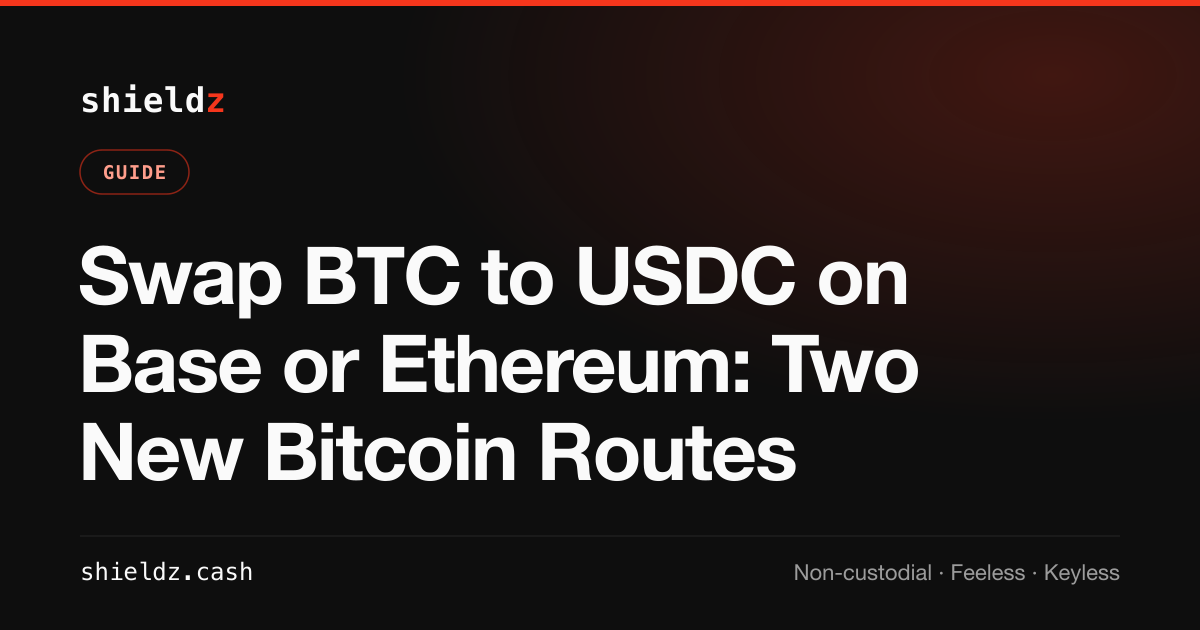 shieldz
GUIDE
Swap BTC to USDC on
Base or Ethereum: Two
New Bitcoin Routes
shieldz.cash
Non-custodial · Feeless · Keyless